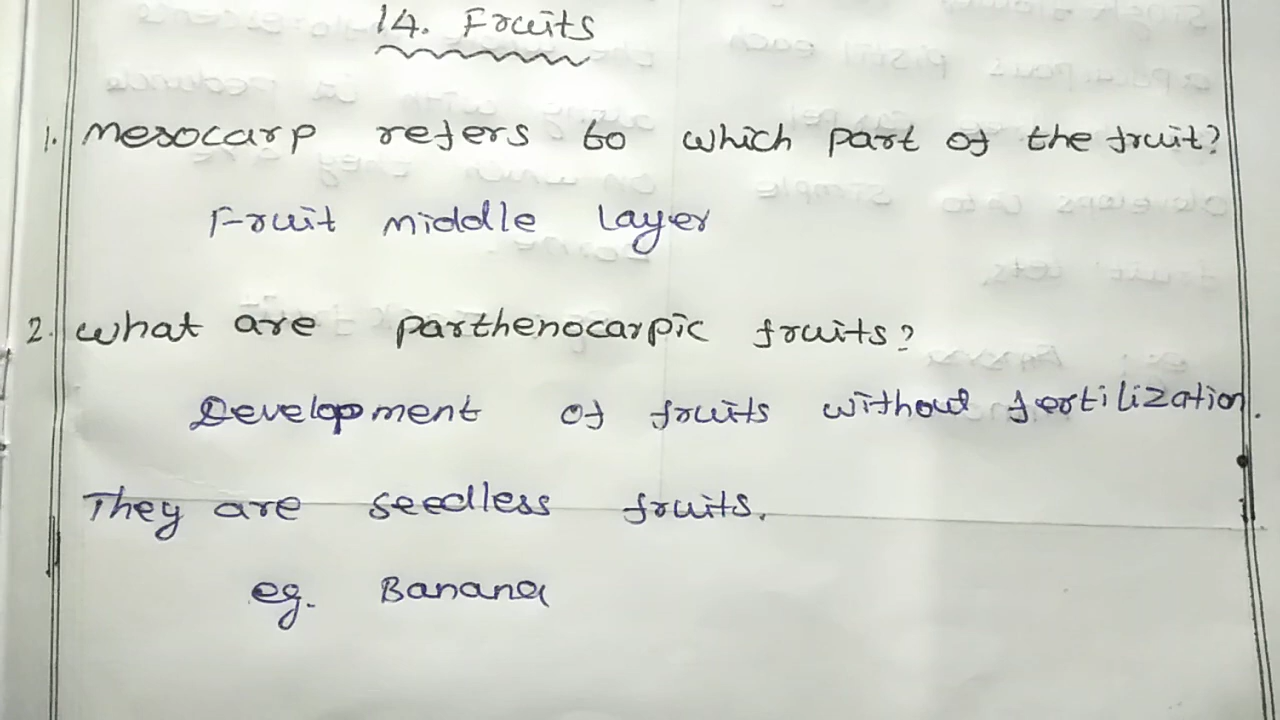 14. Fruits
1. Mesocarp refers to which part of the fruit?
Fruit middle layer
2. What are parthenocarpic fruits?
Development of fruits without fertilization.
They are seedless fruits.
eg. Banana